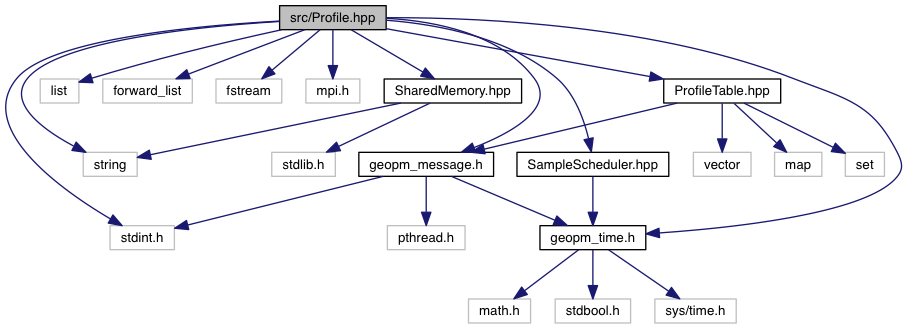 src/Profile.hpp
list
forward_list
fstream
mpi.h
SharedMemory.hpp
ProfileTable.hpp
string
stdlib.h
geopm_message.h
SampleScheduler.hpp
vector
map
set
stdint.h
pthread.h
geopm_time.h
math.h
stdbool.h
sys/time.h